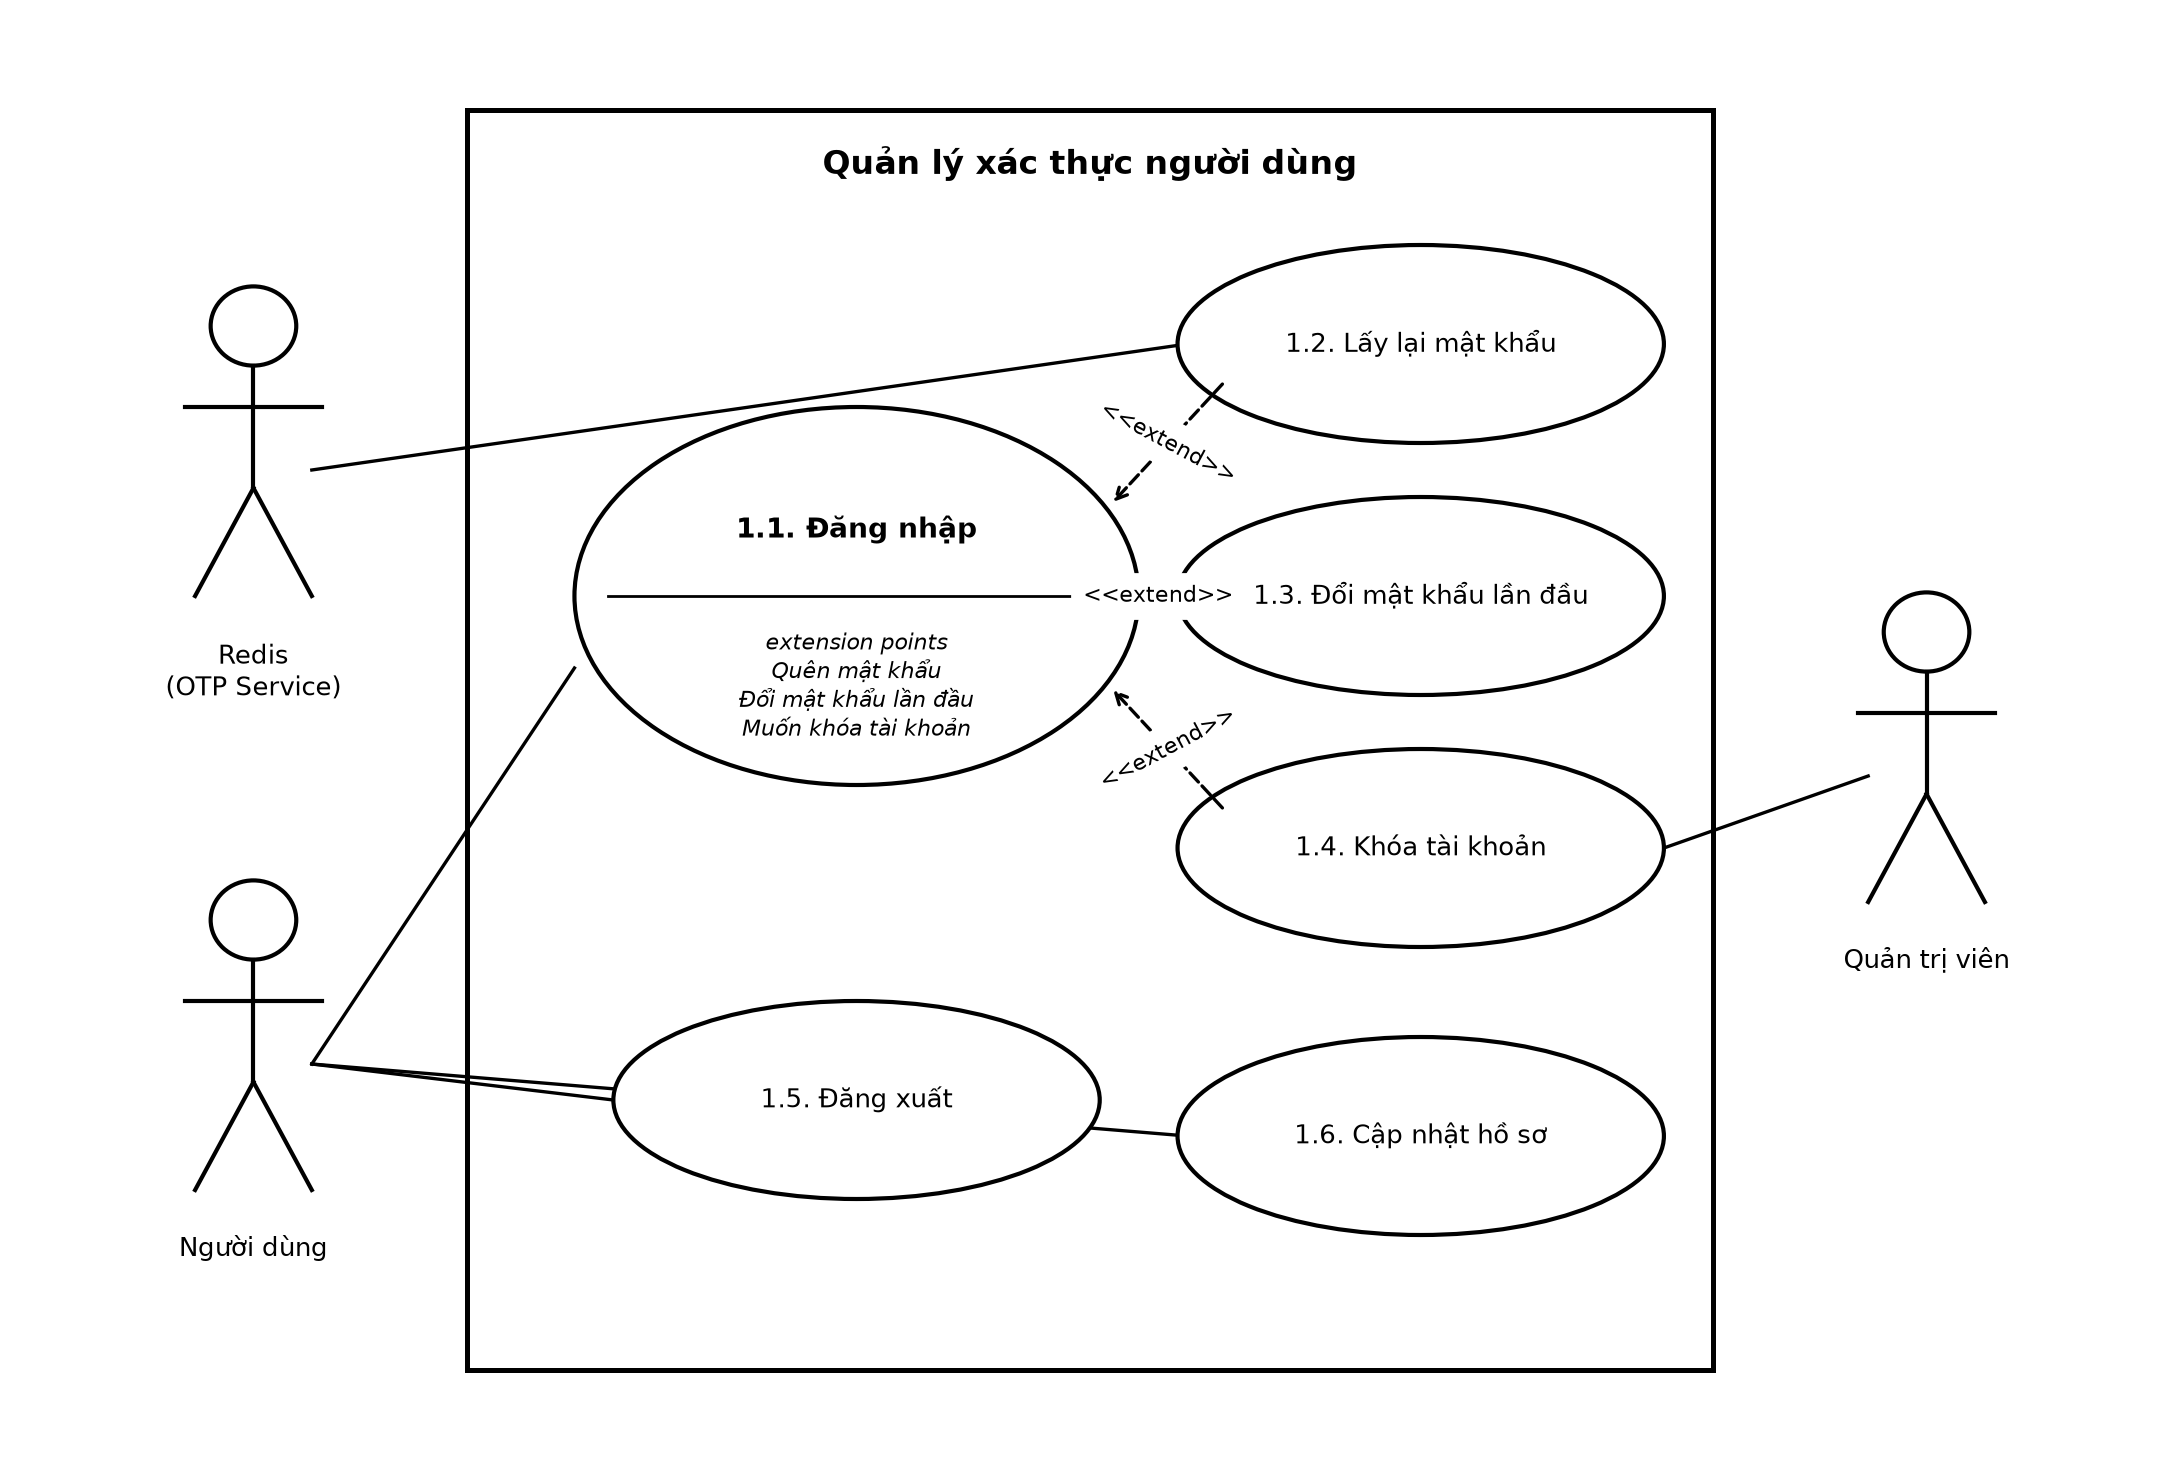 Quản lý xác thực người dùng
1.2. Lấy lại mật khẩu
<<extend>>
1.1. Đăng nhập
<<extend>>
1.3. Đổi mật khẩu lần đầu
extension points
Quên mật khẩu
Đổi mật khẩu lần đầu
Muốn khóa tài khoản
Redis
(OTP Service)
<<extend>>
1.4. Khóa tài khoản
Quản trị viên
1.5. Đăng xuất
1.6. Cập nhật hồ sơ
Người dùng